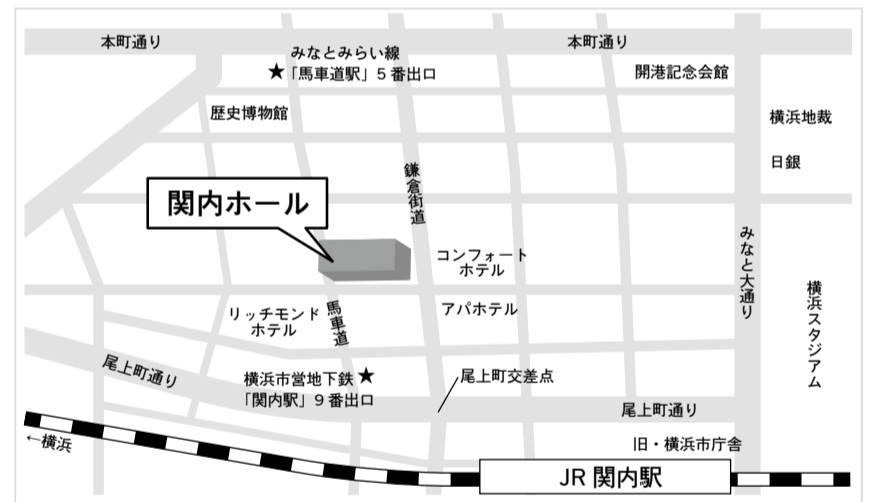 本町通り
本町通り
みなとみらい線
「馬車道駅」5番出口
開港記念会館
歴史博物館
横浜地裁
日銀
鎌倉街道
関内ホール
コンフォート
ホテル
みなと大通り
横浜スタジアム
リッチモンド
ホテル
馬車道
アパホテル
尾上町通り
横浜市営地下鉄
「関内駅」9番出口
尾上町交差点
尾上町通り
旧・横浜市庁舎
←横浜
JR 関内駅